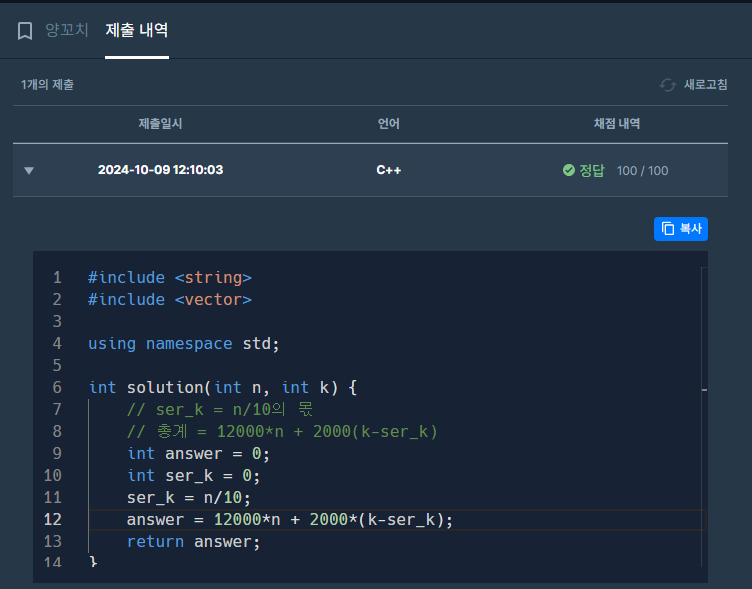 양꼬치 제출 내역
1개의 제출 새로고침
제출일시 언어 채점 내역
2024-10-09 12:10:03 C++ 정답 100 / 100
복사
1 #include <string>
2 #include <vector>
3
4 using namespace std;
5
6 int solution(int n, int k) {
7 // ser_k = n/10의 몫
8 // 총계 = 12000*n + 2000(k-ser_k)
9 int answer = 0;
10 int ser_k = 0;
11 ser_k = n/10;
12 answer = 12000*n + 2000*(k-ser_k);
13 return answer;
14 }